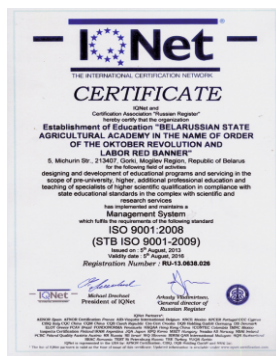 IQNet
THE INTERNATIONAL CERTIFICATION NETWORK
CERTIFICATE
IQNet and
Certification Association "Russian Register"
hereby certify that the organization
Establishment of Education "BELARUSSIAN STATE
AGRICULTURAL ACADEMY IN THE NAME OF ORDER
OF THE OKTOBER REVOLUTION AND
LABOR RED BANNER"
5, Michurin Str., 213407, Gorki, Mogilev Region, Republic of Belarus
for the following field of activities
designing and development of educational programs and servicing in the
scope of pre-university, higher, additional professional education and
teaching of specialists of higher scientific qualification in compliance with
state educational standards in the complex with scientific and
research services
has implemented and maintains a
Management System
which fulfils the requirements of the following standard
ISO 9001:2008
(STB ISO 9001-2009)
Issued on: 5th August, 2013
Validity date: 5th August, 2016
Registration Number: RU-13.0638.026
IQNet
Michael Drechsel
President of IQNet
Arkady Vladimirtsev
General director of
Russian Register